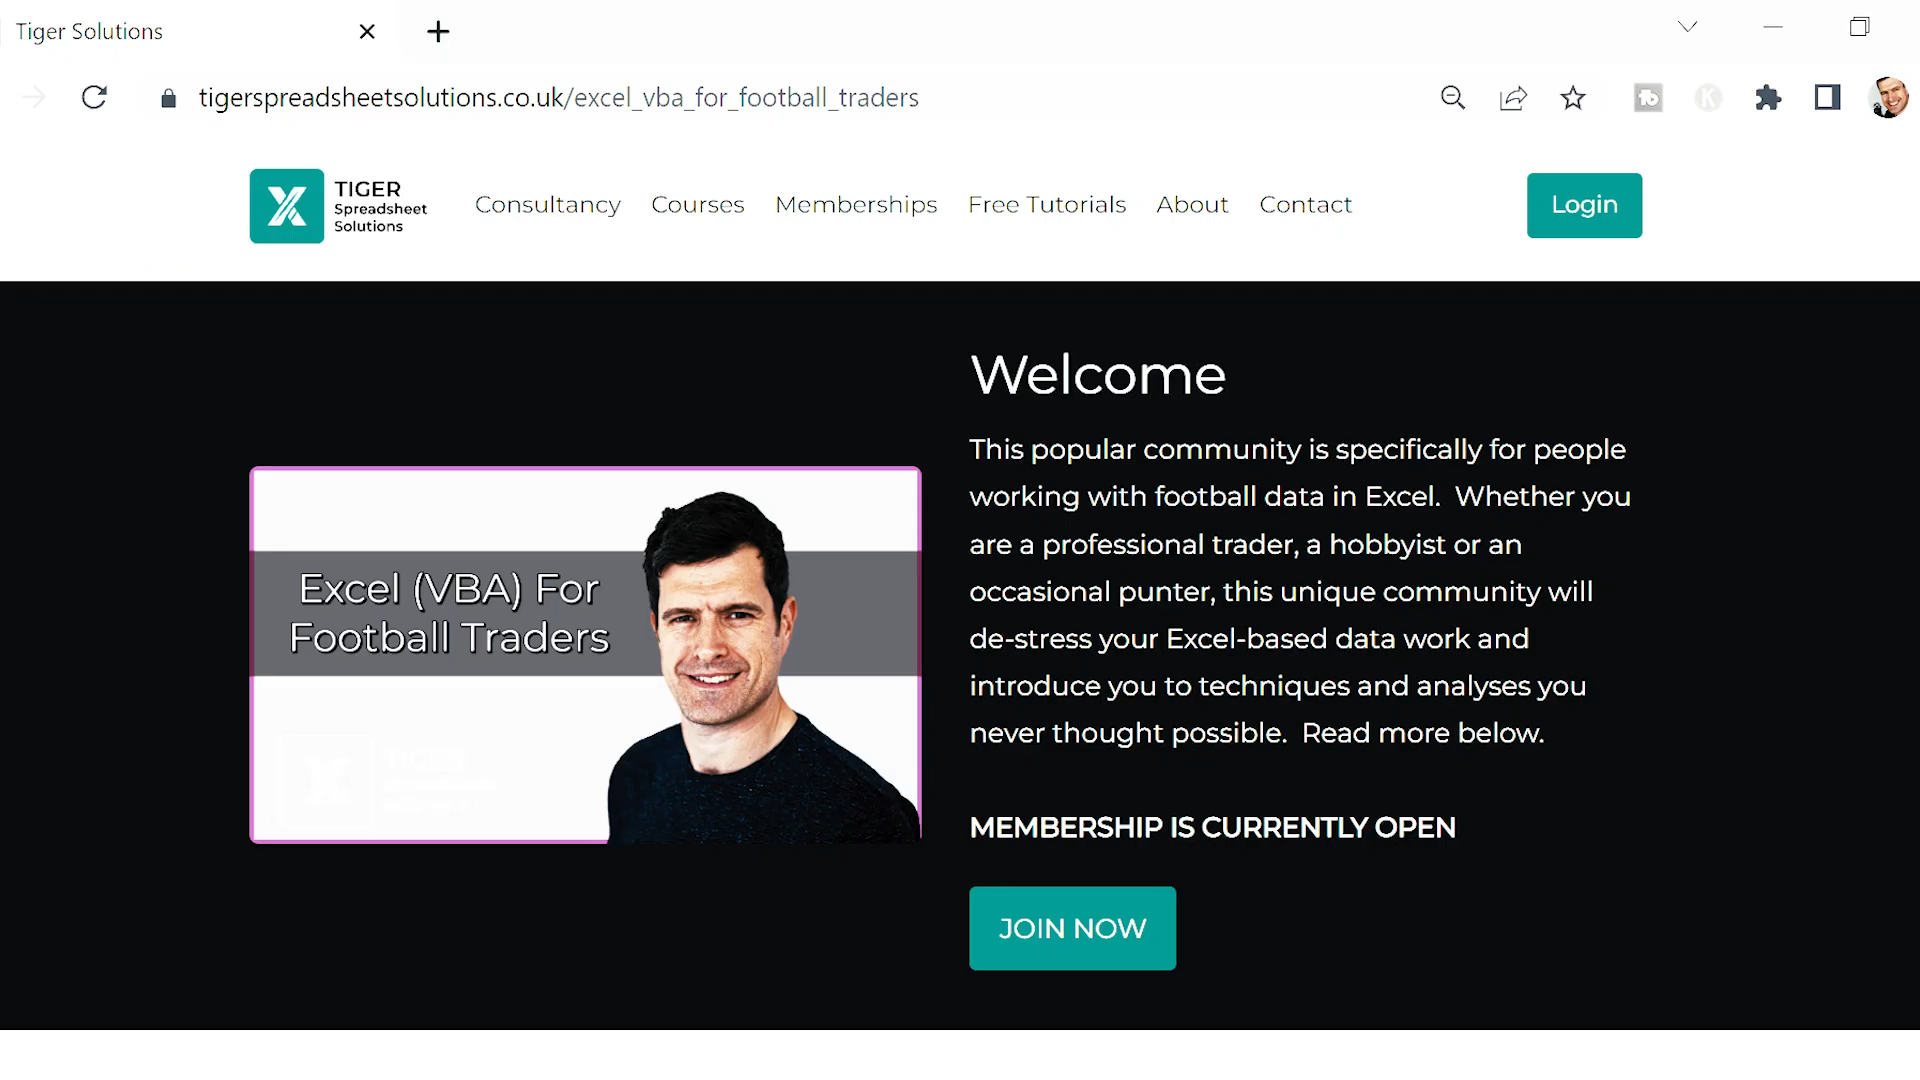 Tiger Solutions
tigerspreadsheetsolutions.co.uk/excel_vba_for_football_traders
TIGER
Spreadsheet
Solutions
Consultancy Courses Memberships Free Tutorials About Contact
Login
Excel (VBA) For
Football Traders
Welcome
This popular community is specifically for people
working with football data in Excel. Whether you
are a professional trader, a hobbyist or an
occasional punter, this unique community will
de-stress your Excel-based data work and
introduce you to techniques and analyses you
never thought possible. Read more below.
MEMBERSHIP IS CURRENTLY OPEN
JOIN NOW